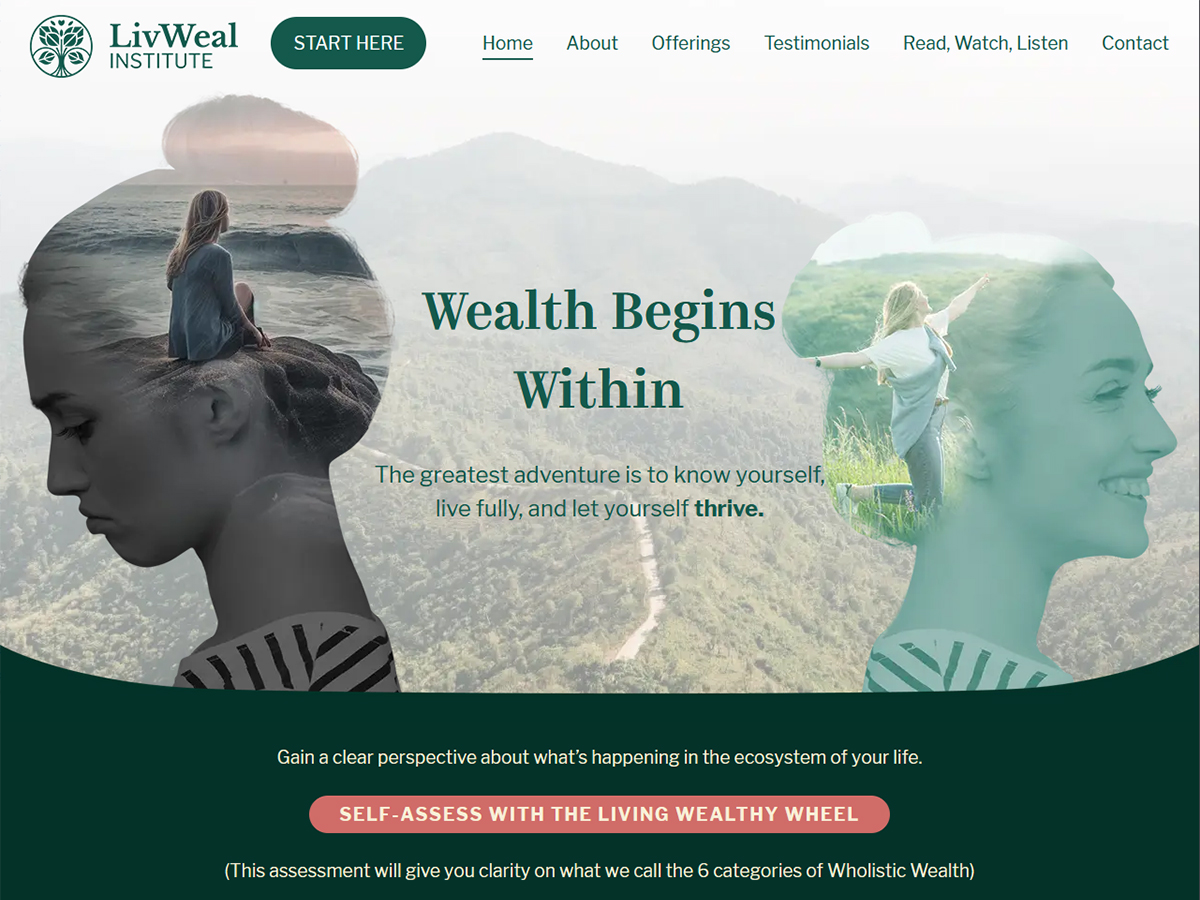 LivWeal
INSTITUTE
START HERE
Home
About
Offerings
Testimonials
Read, Watch, Listen
Contact
Wealth Begins
Within
The greatest adventure is to know yourself,
live fully, and let yourself thrive.
Gain a clear perspective about what’s happening in the ecosystem of your life.
SELF-ASSESS WITH THE LIVING WEALTHY WHEEL
(This assessment will give you clarity on what we call the 6 categories of Wholistic Wealth)